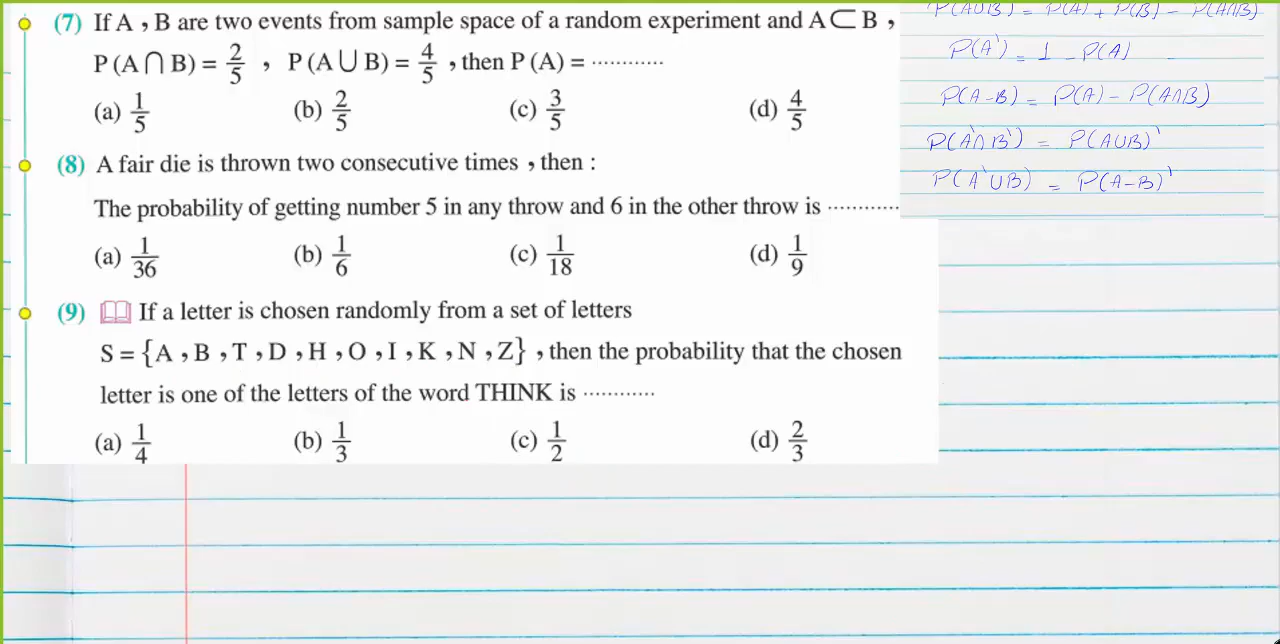 (7) If A , B are two events from sample space of a random experiment and A ⊂ B ,
P (A ∩ B) = 2/5 , P (A ∪ B) = 4/5 , then P (A) = ············
(a) 1/5 (b) 2/5 (c) 3/5 (d) 4/5
(8) A fair die is thrown two consecutive times , then :
The probability of getting number 5 in any throw and 6 in the other throw is ············
(a) 1/36 (b) 1/6 (c) 1/18 (d) 1/9
(9) If a letter is chosen randomly from a set of letters
S = {A , B , T , D , H , O , I , K , N , Z} , then the probability that the chosen
letter is one of the letters of the word THINK is ············
(a) 1/4 (b) 1/3 (c) 1/2 (d) 2/3
P(A∪B) = P(A) + P(B) - P(A∩B)
P(A') = 1 - P(A)
P(A-B) = P(A) - P(A∩B)
P(A'∩B') = P(A∪B)'
P(A'∪B) = P(A-B)'